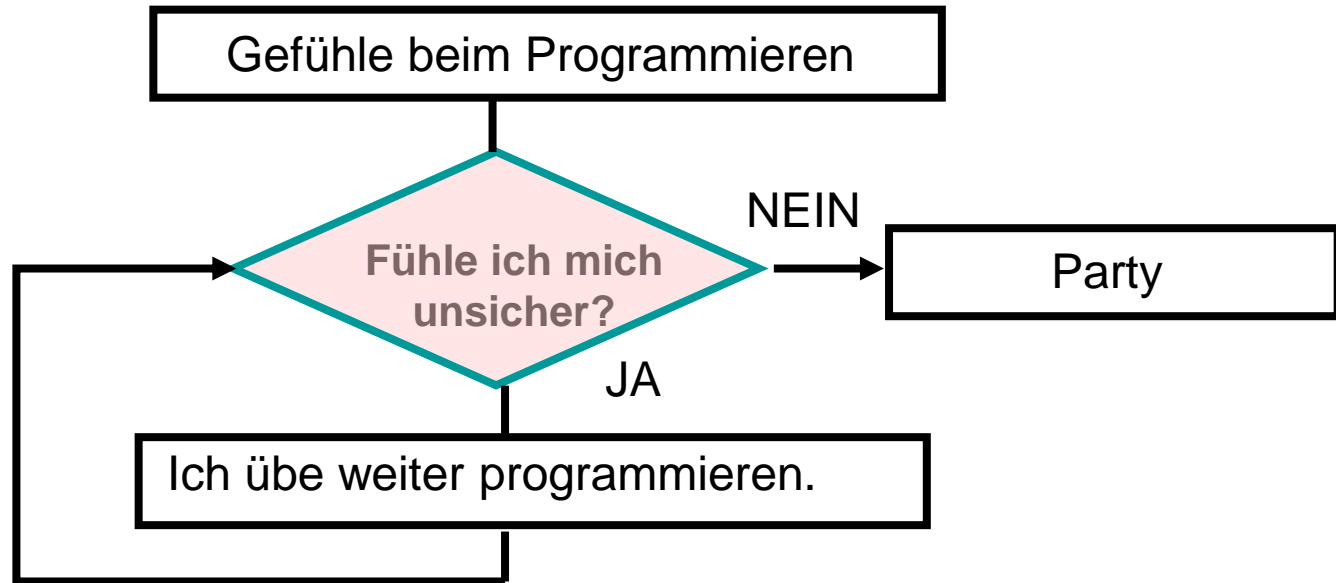 Gefühle beim Programmieren
NEIN
Fühle ich mich
unsicher?
Party
JA
Ich übe weiter programmieren.